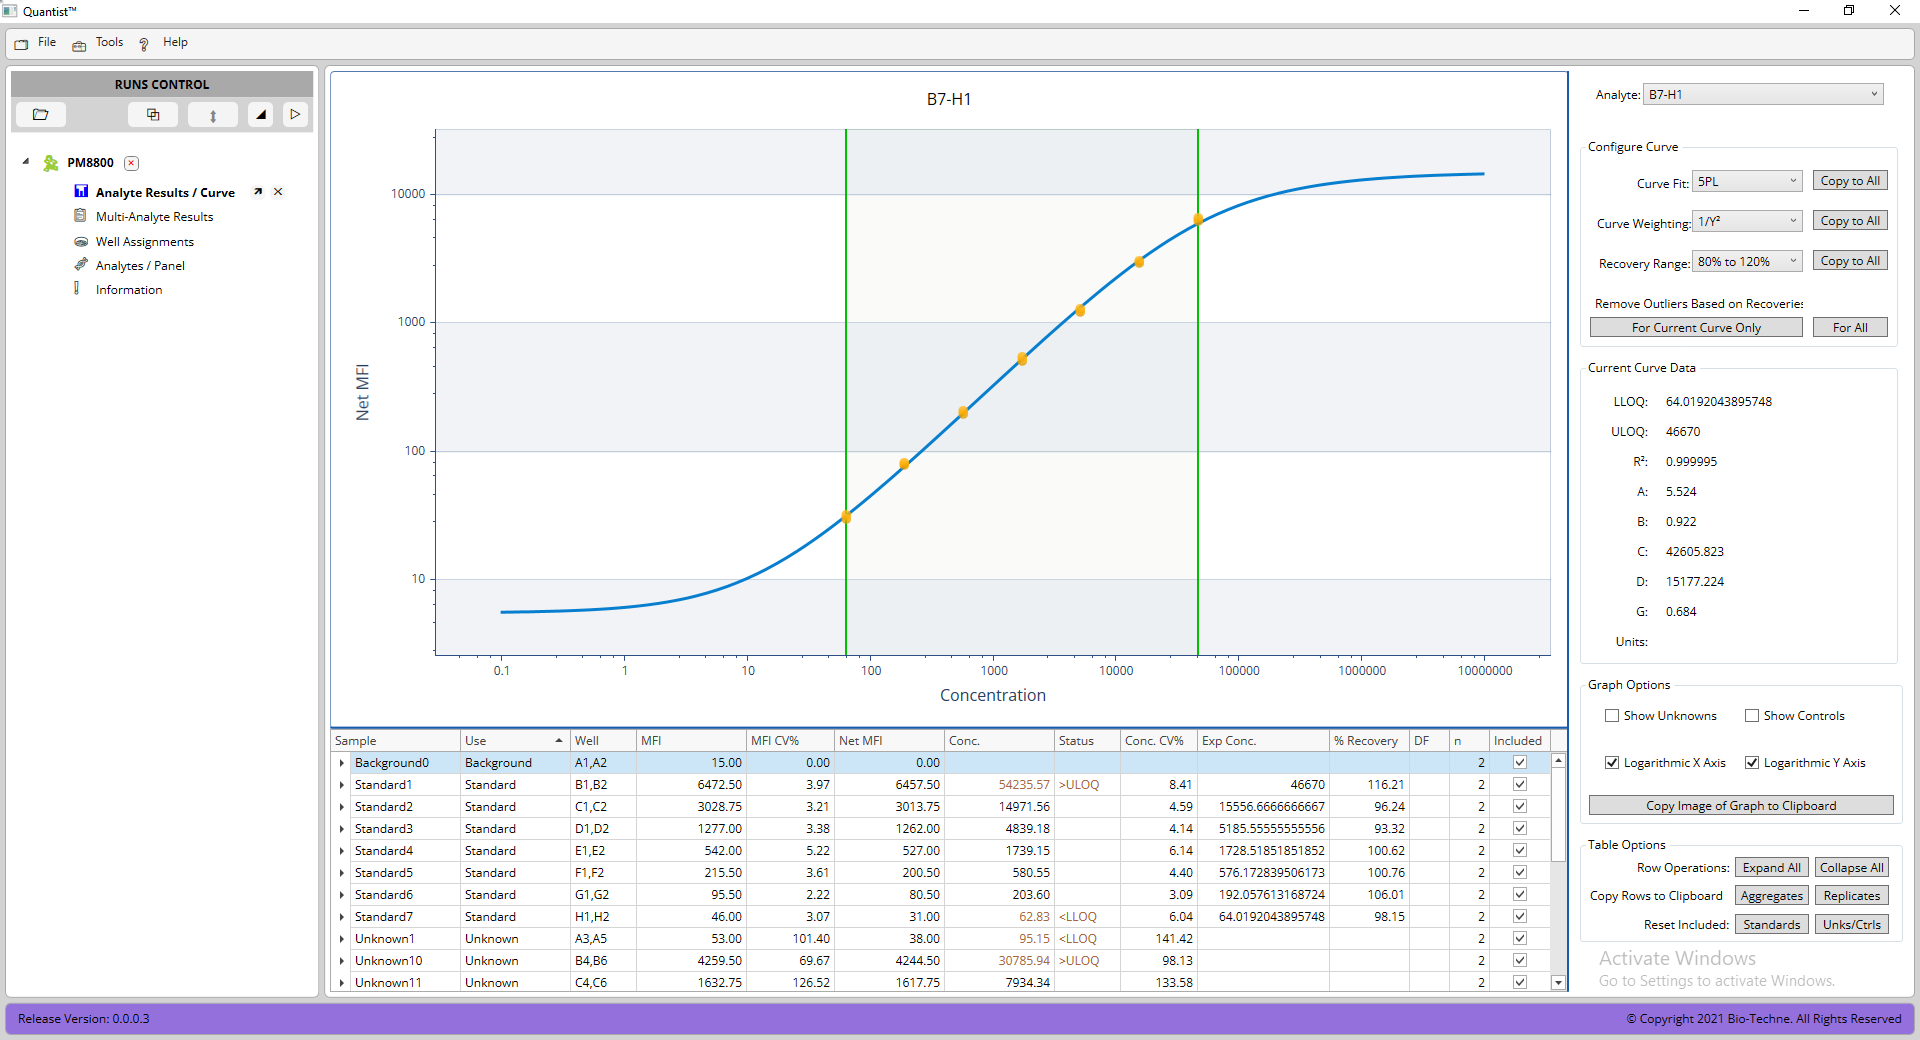 Quantist™
File Tools Help
RUNS CONTROL
PM8800
Analyte Results / Curve
Multi-Analyte Results
Well Assignments
Analytes / Panel
Information
B7-H1
Net MFI
10000
1000
100
10
0.1 1 10 100 1000 10000 100000 1000000 10000000
Concentration
Sample Use Well MFI MFI CV% Net MFI Conc. Status Conc. CV% Exp Conc. % Recovery DF n Included
Background0 Background A1,A2 15.00 0.00 0.00 2
Standard1 Standard B1,B2 6472.50 3.97 6457.50 54235.57 >ULOQ 8.41 46670 116.21 2
Standard2 Standard C1,C2 3028.75 3.21 3013.75 14971.56 4.59 15556.6666666667 96.24 2
Standard3 Standard D1,D2 1277.00 3.38 1262.00 4839.18 4.14 5185.55555555556 93.32 2
Standard4 Standard E1,E2 542.00 5.22 527.00 1739.15 6.14 1728.51851851852 100.62 2
Standard5 Standard F1,F2 215.50 3.61 200.50 580.55 4.40 576.172839506173 100.76 2
Standard6 Standard G1,G2 95.50 2.22 80.50 203.60 3.09 192.057613168724 106.01 2
Standard7 Standard H1,H2 46.00 3.07 31.00 62.83 <LLOQ 6.04 64.0192043895748 98.15 2
Unknown1 Unknown A3,A5 53.00 101.40 38.00 95.15 <LLOQ 141.42 2
Unknown10 Unknown B4,B6 4259.50 69.67 4244.50 30785.94 >ULOQ 98.13 2
Unknown11 Unknown C4,C6 1632.75 126.52 1617.75 7934.34 133.58 2
Analyte: B7-H1
Configure Curve
Curve Fit: 5PL Copy to All
Curve Weighting: 1/Y² Copy to All
Recovery Range: 80% to 120% Copy to All
Remove Outliers Based on Recoveries
For Current Curve Only For All
Current Curve Data
LLOQ: 64.0192043895748
ULOQ: 46670
R²: 0.999995
A: 5.524
B: 0.922
C: 42605.823
D: 15177.224
G: 0.684
Units:
Graph Options
Show Unknowns Show Controls
Logarithmic X Axis Logarithmic Y Axis
Copy Image of Graph to Clipboard
Table Options
Row Operations: Expand All Collapse All
Copy Rows to Clipboard Aggregates Replicates
Reset Included: Standards Unks/Ctrls
Activate Windows
Go to Settings to activate Windows.
Release Version: 0.0.0.3
© Copyright 2021 Bio-Techne. All Rights Reserved